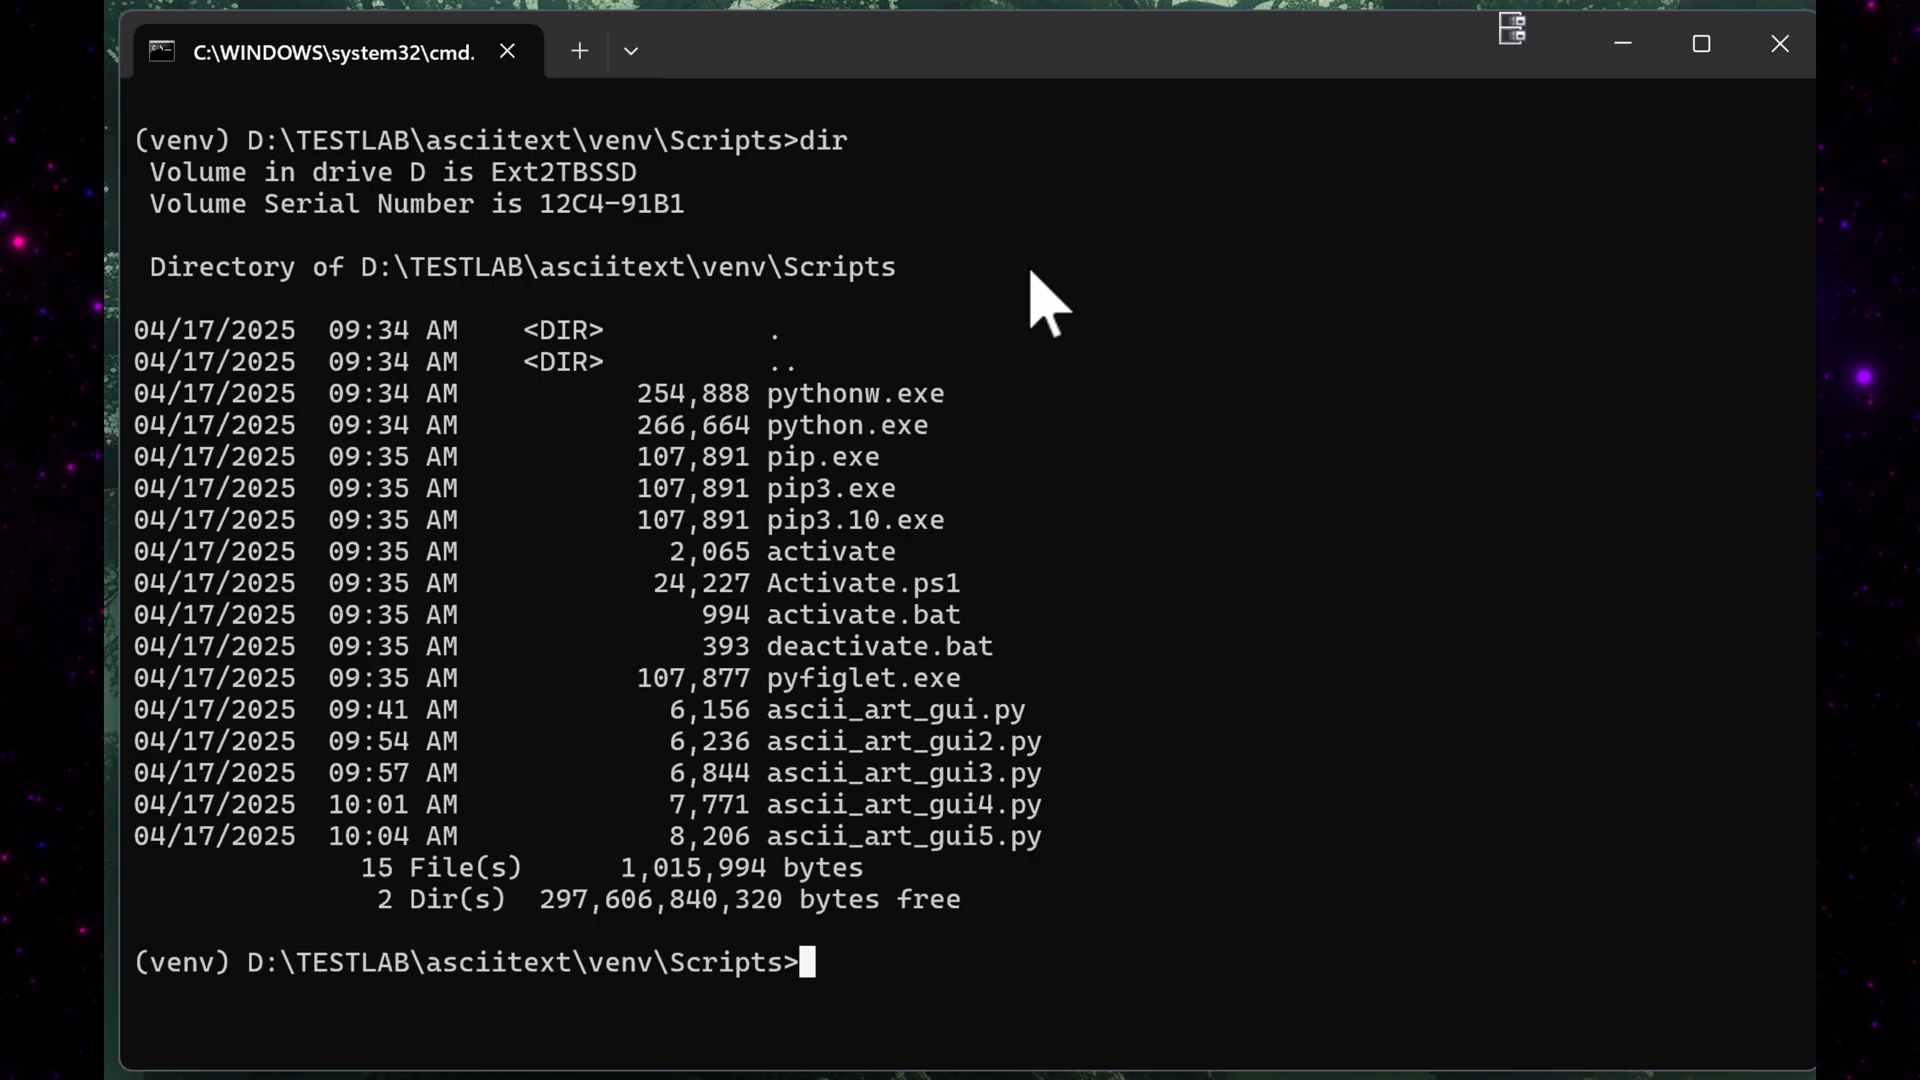 C:\WINDOWS\system32\cmd.
(venv) D:\TESTLAB\asciitext\venv\Scripts>dir
Volume in drive D is Ext2TBSSD
Volume Serial Number is 12C4-91B1
Directory of D:\TESTLAB\asciitext\venv\Scripts
04/17/2025  09:34 AM    <DIR>          .
04/17/2025  09:34 AM    <DIR>          ..
04/17/2025  09:34 AM           254,888 pythonw.exe
04/17/2025  09:34 AM           266,664 python.exe
04/17/2025  09:35 AM           107,891 pip.exe
04/17/2025  09:35 AM           107,891 pip3.exe
04/17/2025  09:35 AM           107,891 pip3.10.exe
04/17/2025  09:35 AM             2,065 activate
04/17/2025  09:35 AM            24,227 Activate.ps1
04/17/2025  09:35 AM               994 activate.bat
04/17/2025  09:35 AM               393 deactivate.bat
04/17/2025  09:35 AM           107,877 pyfiglet.exe
04/17/2025  09:41 AM             6,156 ascii_art_gui.py
04/17/2025  09:54 AM             6,236 ascii_art_gui2.py
04/17/2025  09:57 AM             6,844 ascii_art_gui3.py
04/17/2025  10:01 AM             7,771 ascii_art_gui4.py
04/17/2025  10:04 AM             8,206 ascii_art_gui5.py
15 File(s)      1,015,994 bytes
2 Dir(s)  297,606,840,320 bytes free
(venv) D:\TESTLAB\asciitext\venv\Scripts>